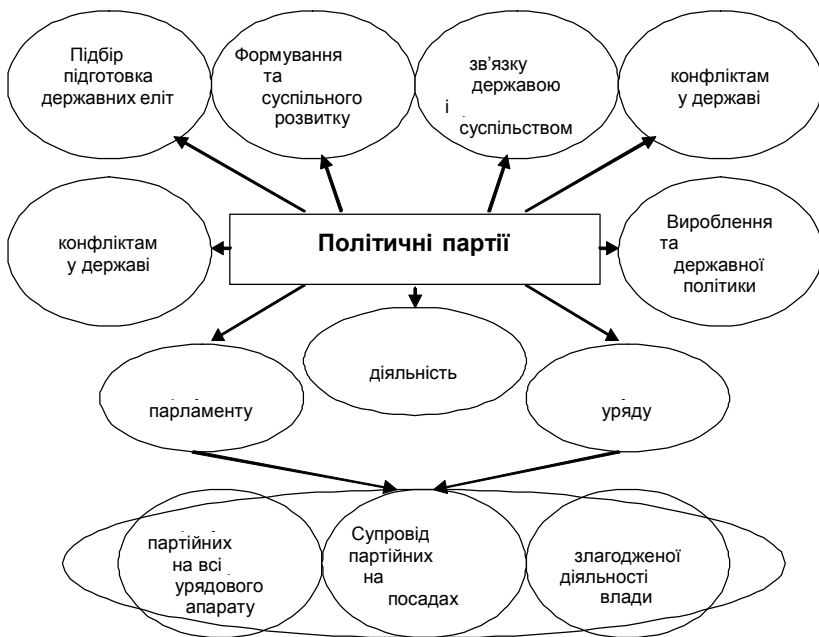 Підбір
підготовка
державних еліт
Формування
та
суспільного
розвитку
зв’язку
державою
і
суспільством
конфліктам
у державі
конфліктам
у державі
Політичні партії
Вироблення
та
державної
політики
діяльність
парламенту
уряду
партійних
на всі
урядового
апарату
Супровід
партійних
на
посадах
злагодженої
діяльності
влади